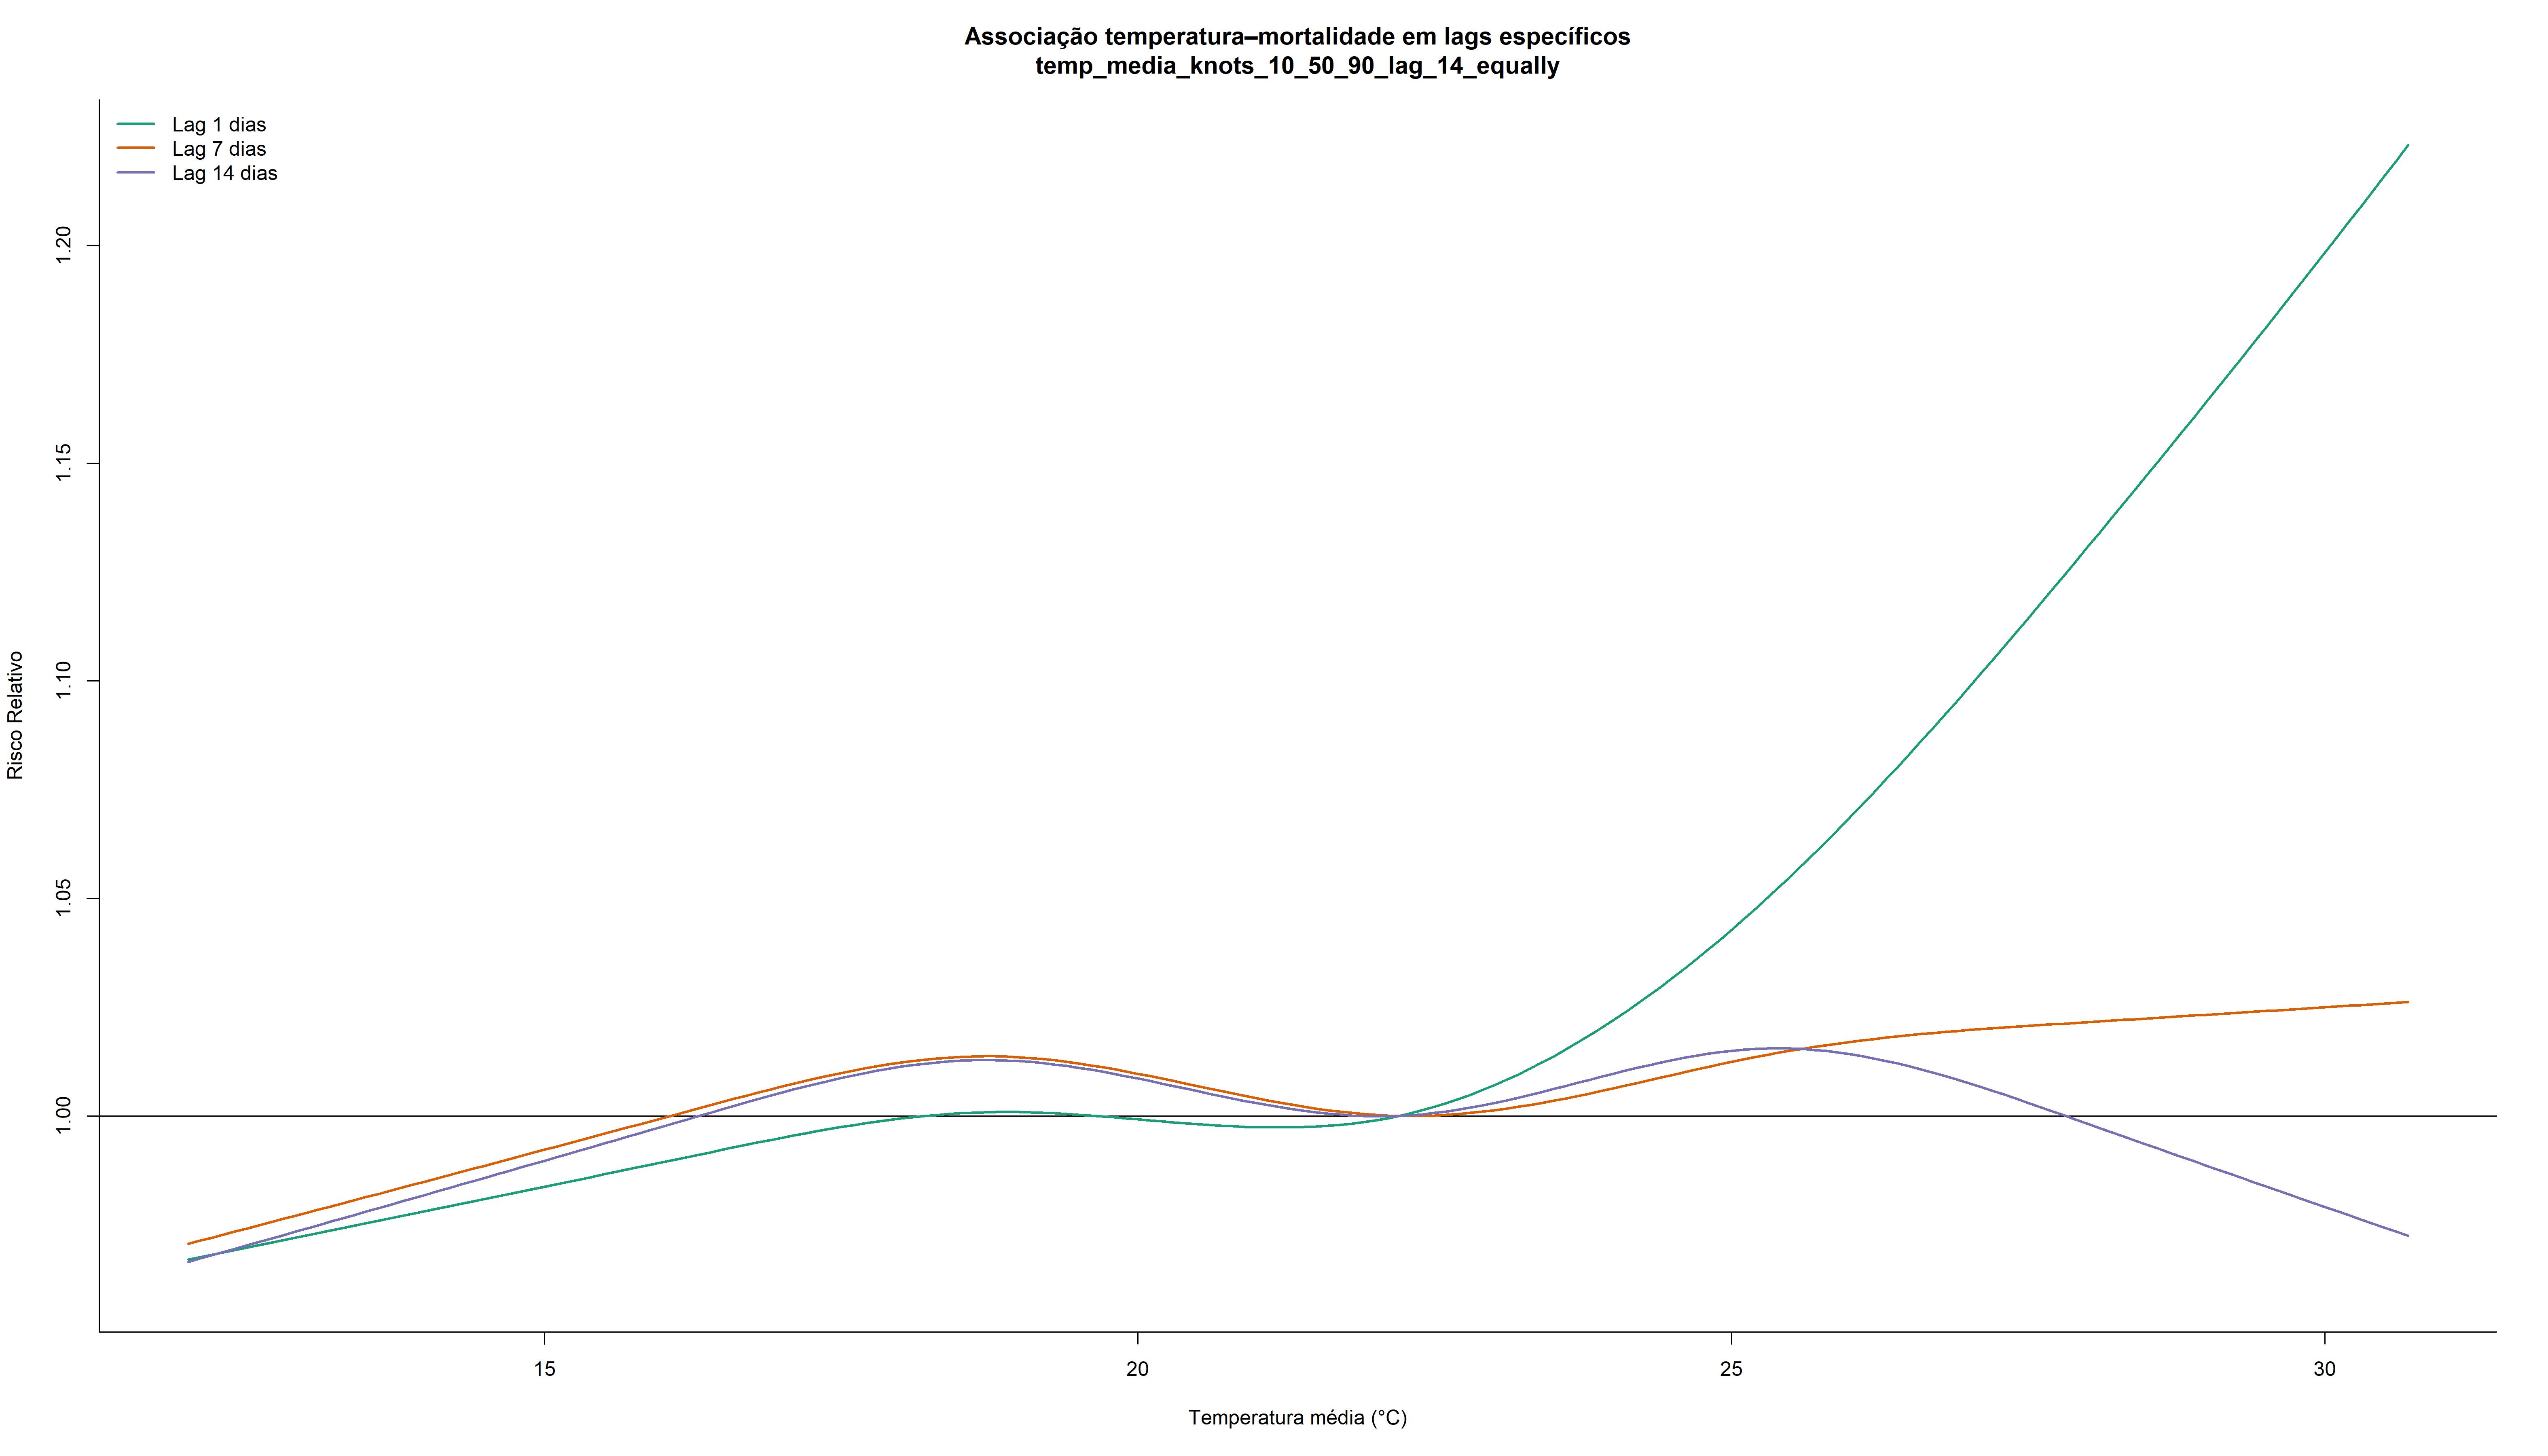 Associação temperatura–mortalidade em lags específicos
temp_media_knots_10_50_90_lag_14_equally
Lag 1 dias
Lag 7 dias
Lag 14 dias
1.20
1.15
1.10
1.05
1.00
Risco Relativo
15
20
25
30
Temperatura média (°C)